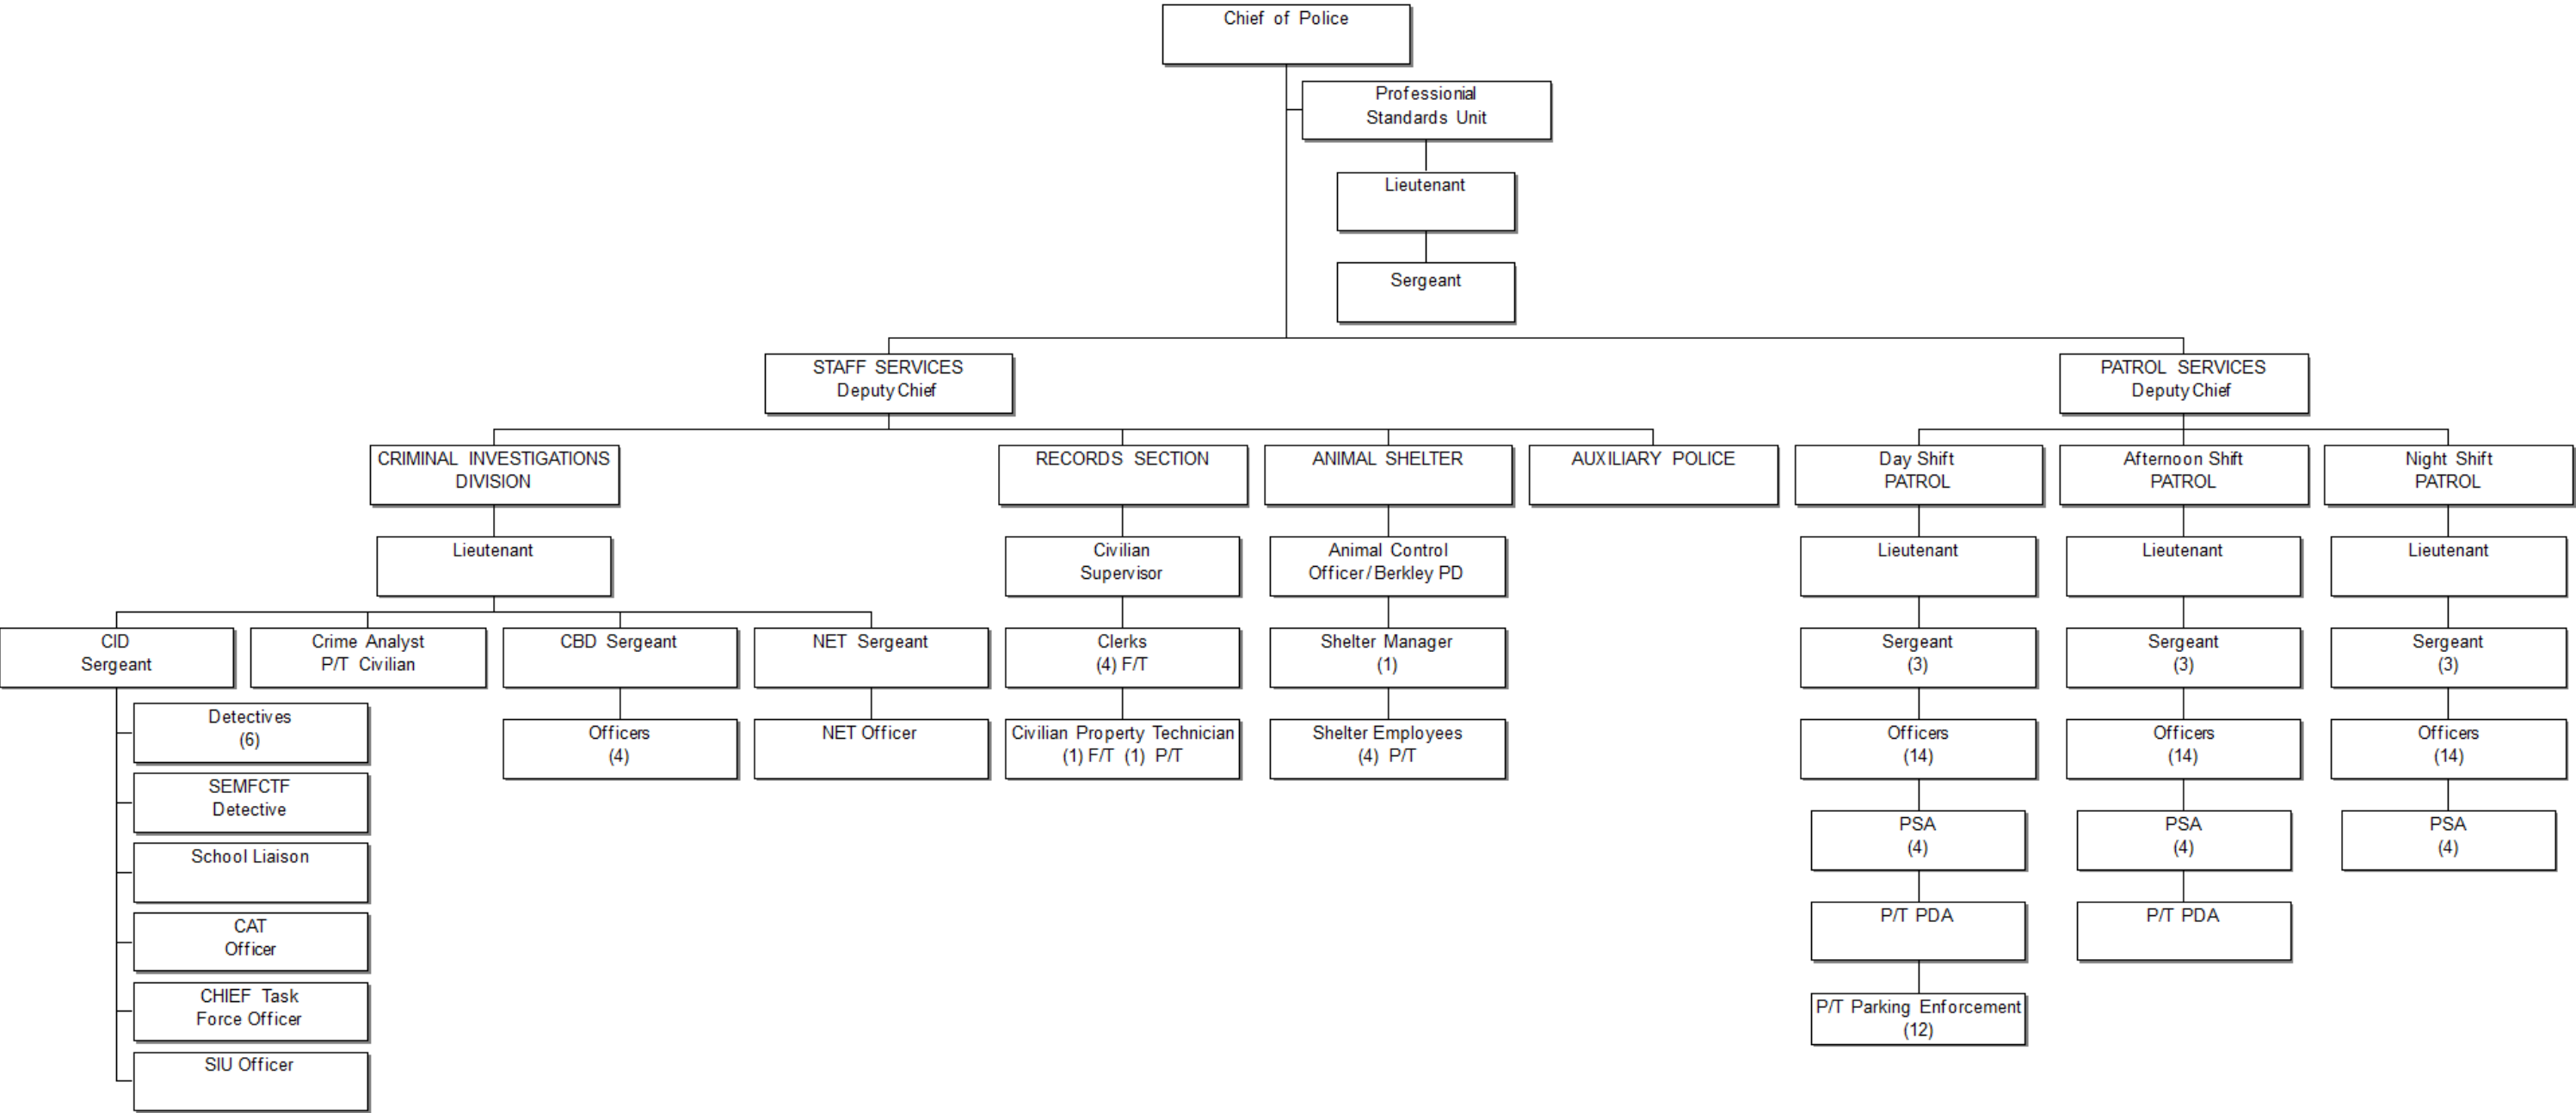 Chief of Police
Professionial
Standards Unit
Lieutenant
Sergeant
STAFF SERVICES
Deputy Chief
PATROL SERVICES
Deputy Chief
CRIMINAL INVESTIGATIONS
DIVISION
RECORDS SECTION
ANIMAL SHELTER
AUXILIARY POLICE
Day Shift
PATROL
Afternoon Shift
PATROL
Night Shift
PATROL
Lieutenant
Civilian
Supervisor
Animal Control
Officer/Berkley PD
Lieutenant
Lieutenant
Lieutenant
CID
Sergeant
Crime Analyst
P/T Civilian
CBD Sergeant
NET Sergeant
Clerks
(4) F/T
Shelter Manager
(1)
Sergeant
(3)
Sergeant
(3)
Sergeant
(3)
Detectives
(6)
Officers
(4)
NET Officer
Civilian Property Technician
(1) F/T (1) P/T
Shelter Employees
(4) P/T
Officers
(14)
Officers
(14)
Officers
(14)
SEMFCTF
Detective
PSA
(4)
PSA
(4)
PSA
(4)
School Liaison
CAT
Officer
P/T PDA
P/T PDA
CHIEF Task
Force Officer
P/T Parking Enforcement
(12)
SIU Officer